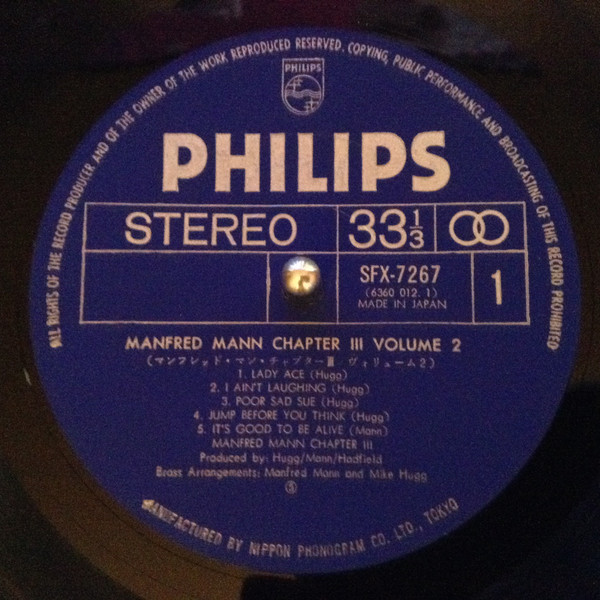 ALL RIGHTS OF THE RECORD PRODUCER AND OF THE OWNER OF THE WORK REPRODUCED RESERVED. COPYING, PUBLIC PERFORMANCE AND BROADCASTING OF THIS RECORD PROHIBITED
PHILIPS
PHILIPS
STEREO 33 1/3
SFX-7267
(6360 012. 1)
MADE IN JAPAN
1
MANFRED MANN CHAPTER III VOLUME 2
(マンフレッド・マン・チャプターⅢ ヴォリューム2.)
1. LADY ACE (Hugg)
2. I AIN'T LAUGHING (Hugg)
3. POOR SAD SUE (Hugg)
4. JUMP BEFORE YOU THINK (Hugg)
5. IT'S GOOD TO BE ALIVE (Mann)
MANFRED MANN CHAPTER III
Produced by: Hugg/Mann/Hadfield
Brass Arrangements: Manfred Mann and Mike Hugg
MANUFACTURED BY NIPPON PHONOGRAM CO. LTD., TOKYO